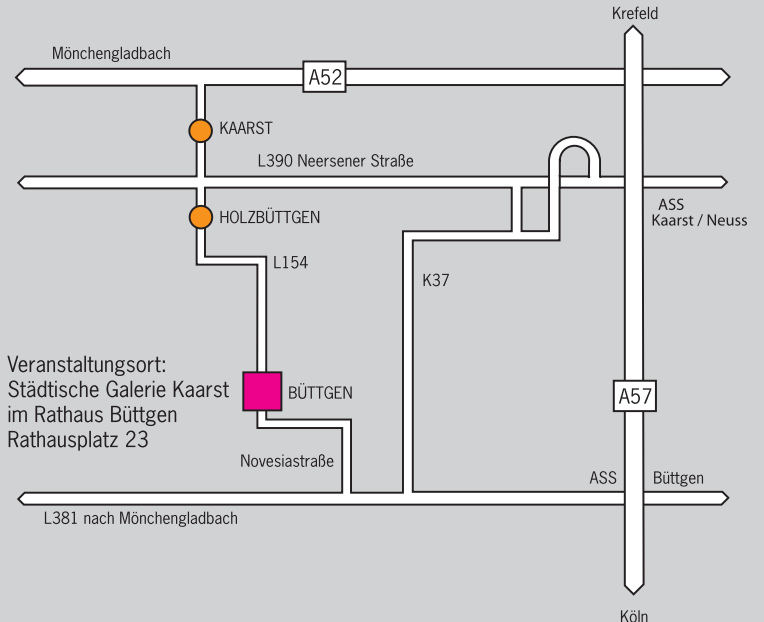 Krefeld
Mönchengladbach
A52
KAARST
L390 Neersener Straße
ASS
Kaarst / Neuss
HOLZBÜTTGEN
L154
K37
Veranstaltungsort:
Städtische Galerie Kaarst
im Rathaus Büttgen
Rathausplatz 23
BÜTTGEN
A57
Novesiastraße
ASS
Büttgen
L381 nach Mönchengladbach
Köln